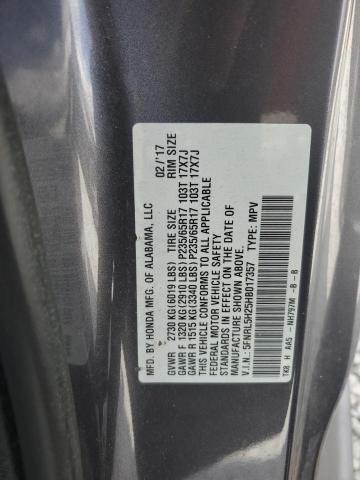 MFD. BY HONDA MFG. OF ALABAMA, LLC 02/'17
GVWR 2730 KG(6019 LBS) TIRE SIZE RIM SIZE
GAWR F 1320 KG(2910 LBS) P235/65R17 103T 17X7J
GAWR R 1515 KG(3340 LBS) P235/65R17 103T 17X7J
THIS VEHICLE CONFORMS TO ALL APPLICABLE
FEDERAL MOTOR VEHICLE SAFETY
STANDARDS IN EFFECT ON THE DATE OF
MANUFACTURE SHOWN ABOVE.
V.I.N.: 5FNRL5H25HB017357 TYPE: MPV
TK8 H AA5 -NH797M -B -B